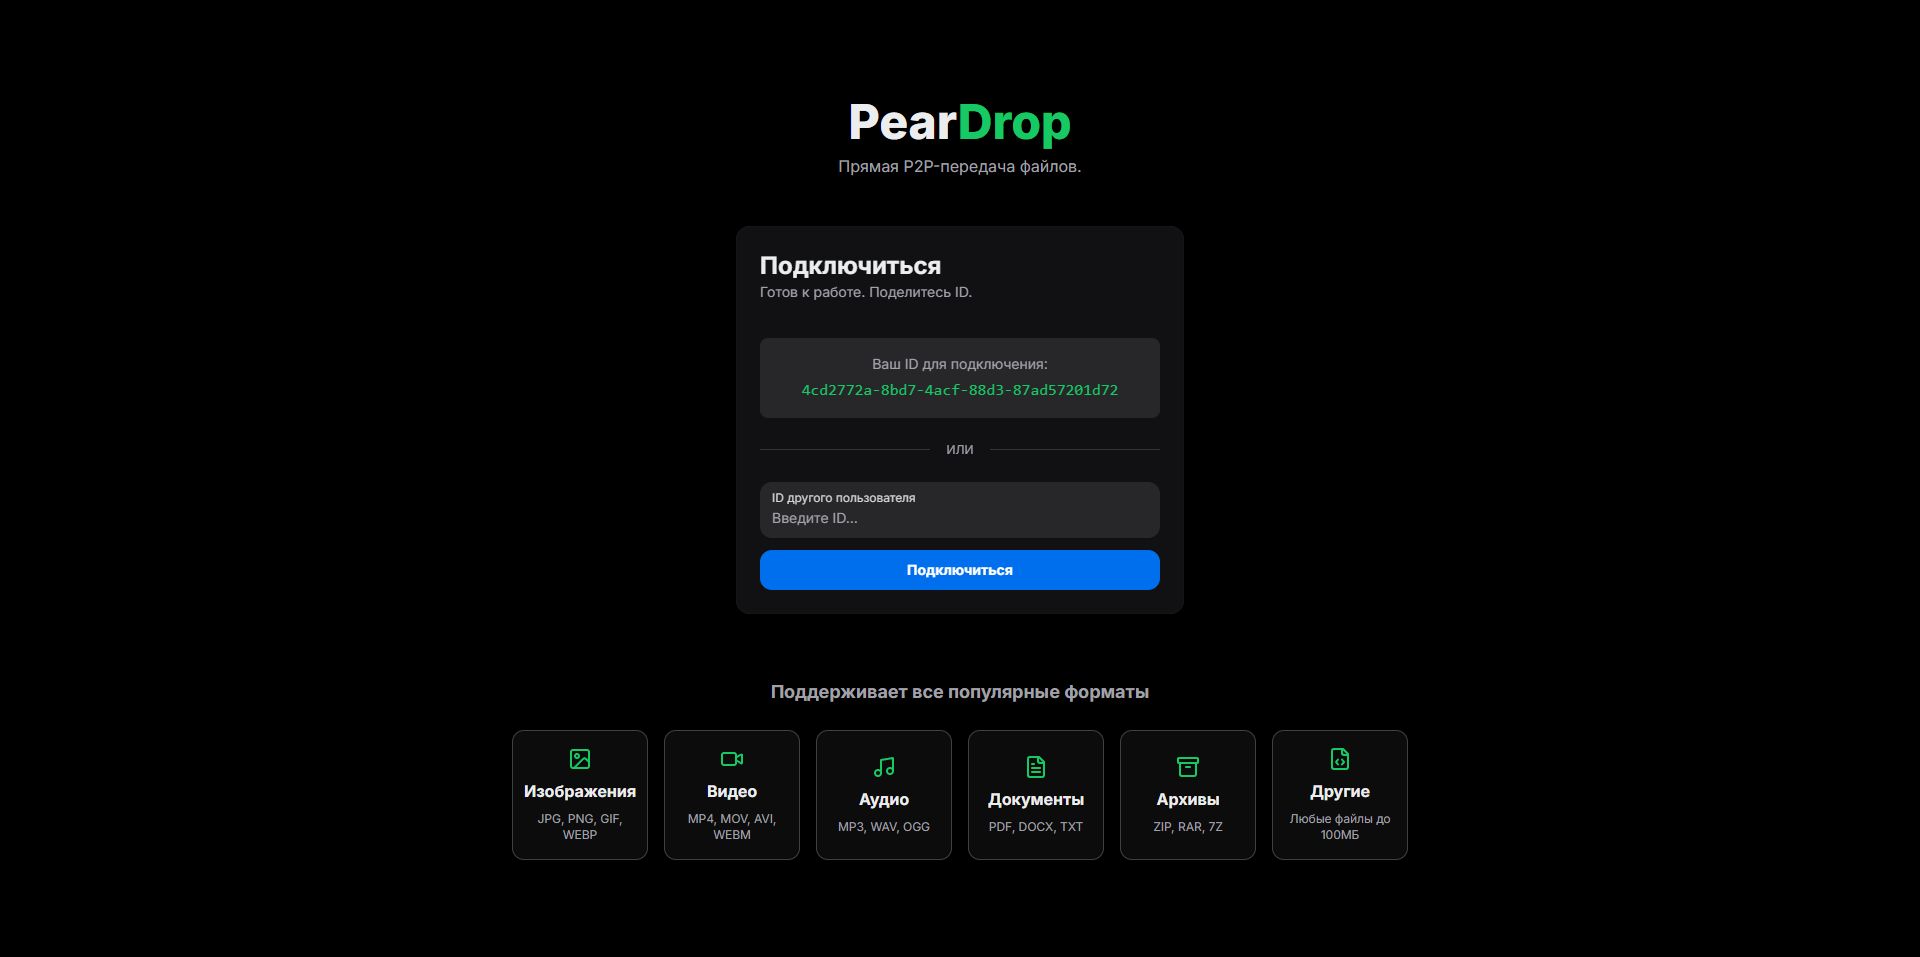 PearDrop
Прямая P2P-передача файлов.
Подключиться
Готов к работе. Поделитесь ID.
Ваш ID для подключения:
4cd2772a-8bd7-4acf-88d3-87ad57201d72
ИЛИ
ID другого пользователя
Введите ID...
Подключиться
Поддерживает все популярные форматы
Изображения
JPG, PNG, GIF,
WEBP
Видео
MP4, MOV, AVI,
WEBM
Аудио
MP3, WAV, OGG
Документы
PDF, DOCX, TXT
Архивы
ZIP, RAR, 7Z
Другие
Любые файлы до
100МБ